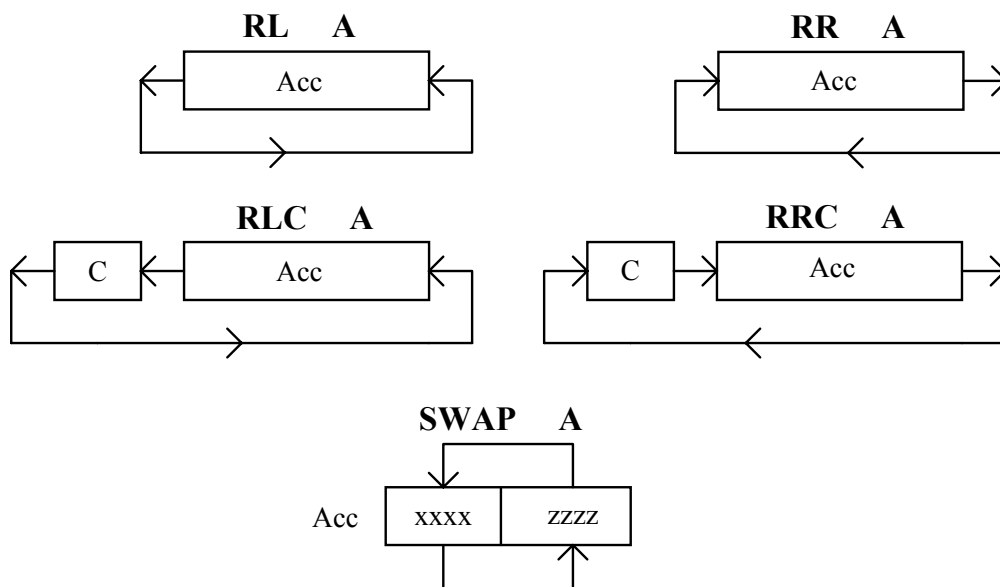 RL A
RR A
Acc
Acc
RLC A
RRC A
C
Acc
C
Acc
SWAP A
Acc
xxxx
zzzz